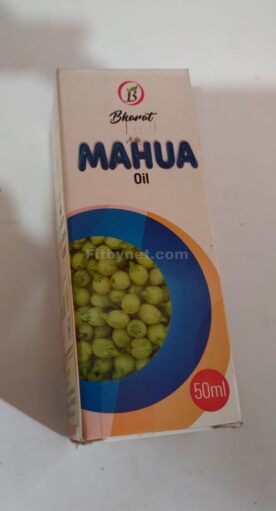 B
Bharat
MAHUA
Oil
Fitbynet.com
50ml